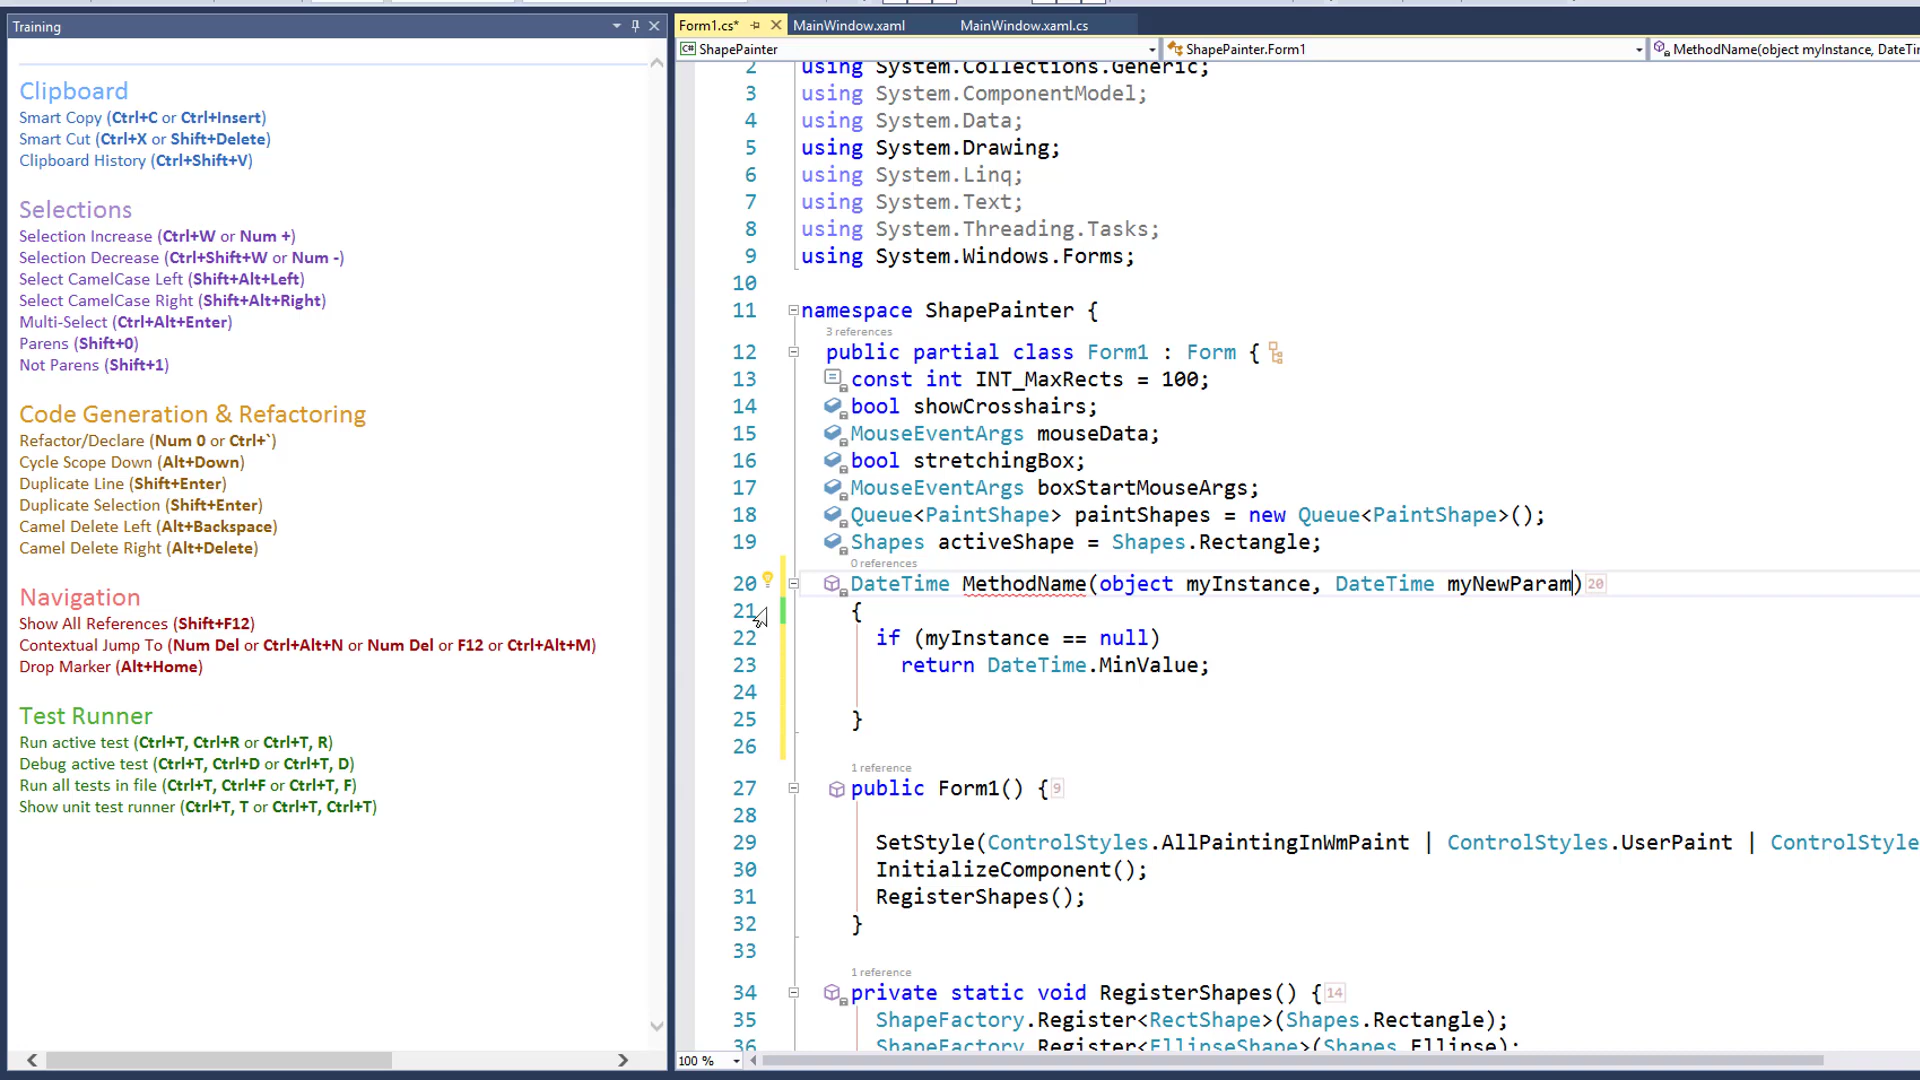 Training
Clipboard
Smart Copy (Ctrl+C or Ctrl+Insert)
Smart Cut (Ctrl+X or Shift+Delete)
Clipboard History (Ctrl+Shift+V)
Selections
Selection Increase (Ctrl+W or Num +)
Selection Decrease (Ctrl+Shift+W or Num -)
Select CamelCase Left (Shift+Alt+Left)
Select CamelCase Right (Shift+Alt+Right)
Multi-Select (Ctrl+Alt+Enter)
Parens (Shift+0)
Not Parens (Shift+1)
Code Generation & Refactoring
Refactor/Declare (Num 0 or Ctrl+`)
Cycle Scope Down (Alt+Down)
Duplicate Line (Shift+Enter)
Duplicate Selection (Shift+Enter)
Camel Delete Left (Alt+Backspace)
Camel Delete Right (Alt+Delete)
Navigation
Show All References (Shift+F12)
Contextual Jump To (Num Del or Ctrl+Alt+N or Num Del or F12 or Ctrl+Alt+M)
Drop Marker (Alt+Home)
Test Runner
Run active test (Ctrl+T, Ctrl+R or Ctrl+T, R)
Debug active test (Ctrl+T, Ctrl+D or Ctrl+T, D)
Run all tests in file (Ctrl+T, Ctrl+F or Ctrl+T, F)
Show unit test runner (Ctrl+T, T or Ctrl+T, Ctrl+T)
Form1.cs* MainWindow.xaml MainWindow.xaml.cs
C# ShapePainter ShapePainter.Form1 MethodName(object myInstance, DateTim
2 using System.Collections.Generic;
3 using System.ComponentModel;
4 using System.Data;
5 using System.Drawing;
6 using System.Linq;
7 using System.Text;
8 using System.Threading.Tasks;
9 using System.Windows.Forms;
10
11 namespace ShapePainter {
3 references
12 public partial class Form1 : Form {
13 const int INT_MaxRects = 100;
14 bool showCrosshairs;
15 MouseEventArgs mouseData;
16 bool stretchingBox;
17 MouseEventArgs boxStartMouseArgs;
18 Queue<PaintShape> paintShapes = new Queue<PaintShape>();
19 Shapes activeShape = Shapes.Rectangle;
0 references
20 DateTime MethodName(object myInstance, DateTime myNewParam) 20
21 {
22 if (myInstance == null)
23 return DateTime.MinValue;
24
25 }
26
1 reference
27 public Form1() { 9
28
29 SetStyle(ControlStyles.AllPaintingInWmPaint | ControlStyles.UserPaint | ControlStyle
30 InitializeComponent();
31 RegisterShapes();
32 }
33
1 reference
34 private static void RegisterShapes() { 14
35 ShapeFactory.Register<RectShape>(Shapes.Rectangle);
36 ShapeFactory.Register<EllipseShape>(Shapes.Ellipse);
100 %